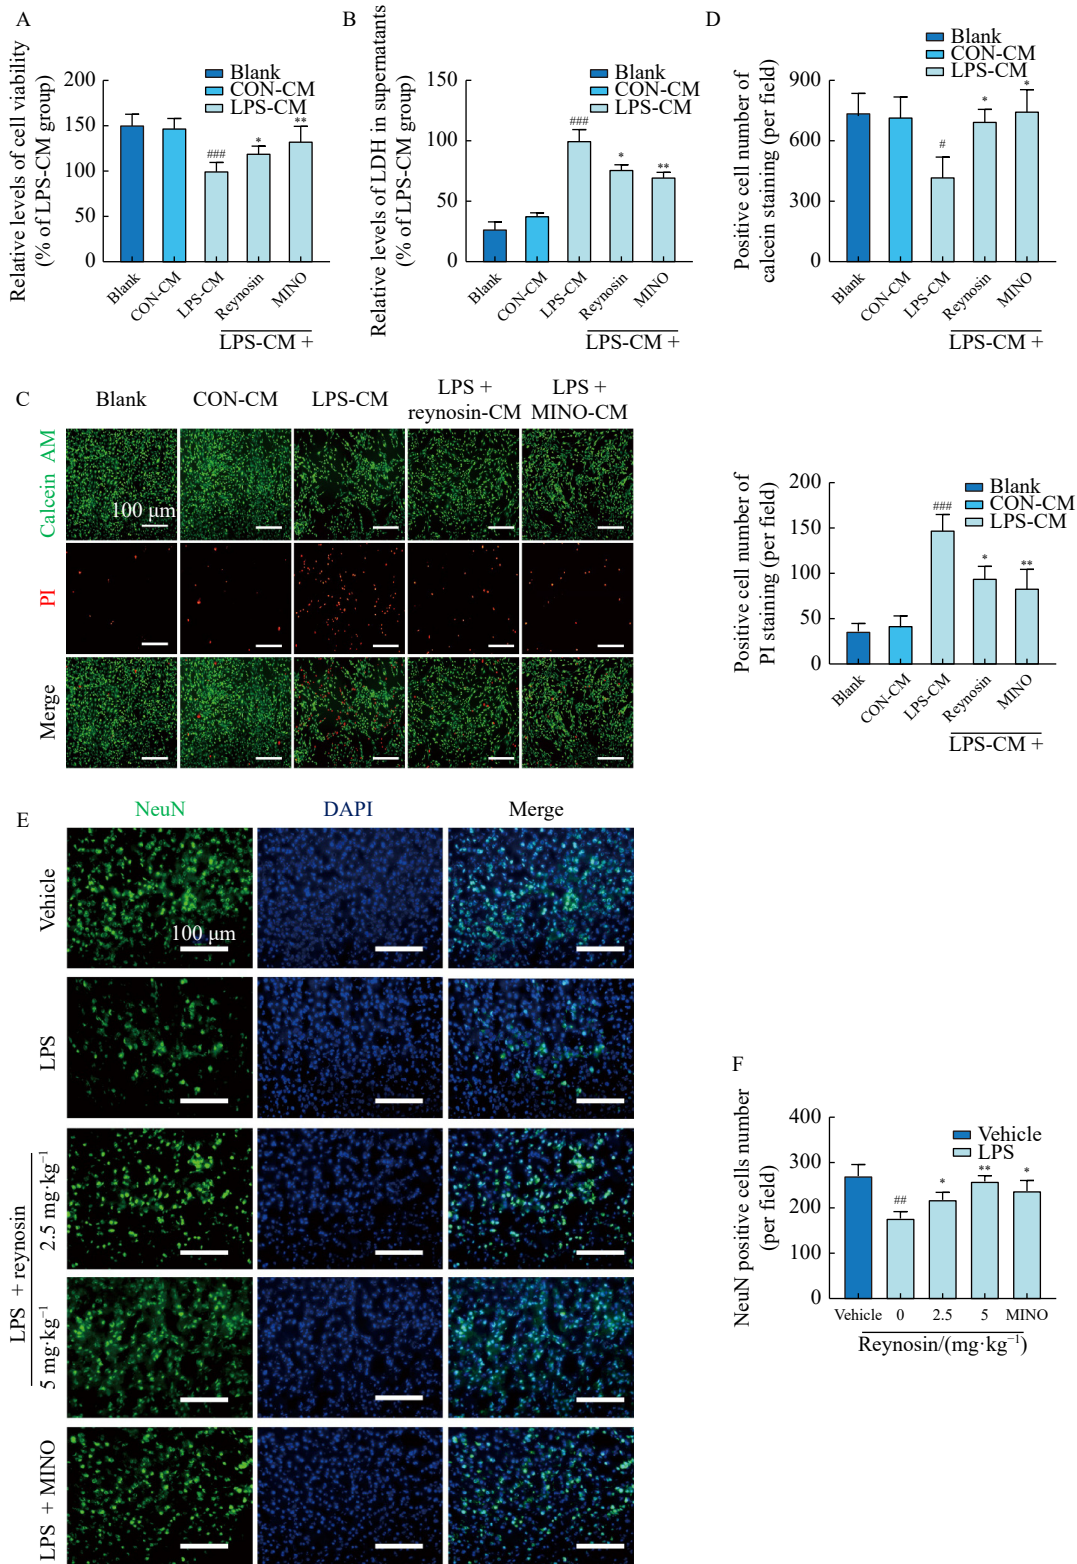 A
Relative levels of cell viability
(% of LPS-CM group)
200
150
100
50
0
Blank
CON-CM
LPS-CM
###
*
**
Blank
CON-CM
LPS-CM
Reynosin
MINO
LPS-CM +
B
Relative levels of LDH in supernatants
(% of LPS-CM group)
150
100
50
0
Blank
CON-CM
LPS-CM
###
*
**
Blank
CON-CM
LPS-CM
Reynosin
MINO
LPS-CM +
D
Positive cell number of
calcein staining (per field)
900
600
300
0
Blank
CON-CM
LPS-CM
#
*
*
Blank
CON-CM
LPS-CM
Reynosin
MINO
LPS-CM +
C
Blank
CON-CM
LPS-CM
LPS +
reynosin-CM
LPS +
MINO-CM
Calcein AM
100 μm
PI
Merge
Positive cell number of
PI staining (per field)
200
150
100
50
0
Blank
CON-CM
LPS-CM
###
*
**
Blank
CON-CM
LPS-CM
Reynosin
MINO
LPS-CM +
E
NeuN
DAPI
Merge
Vehicle
100 μm
LPS
LPS + reynosin
2.5 mg·kg⁻¹
5 mg·kg⁻¹
LPS + MINO
F
NeuN positive cells number
(per field)
400
300
200
100
0
Vehicle
LPS
##
*
**
*
Vehicle
0
2.5
5
MINO
Reynosin/(mg·kg⁻¹)